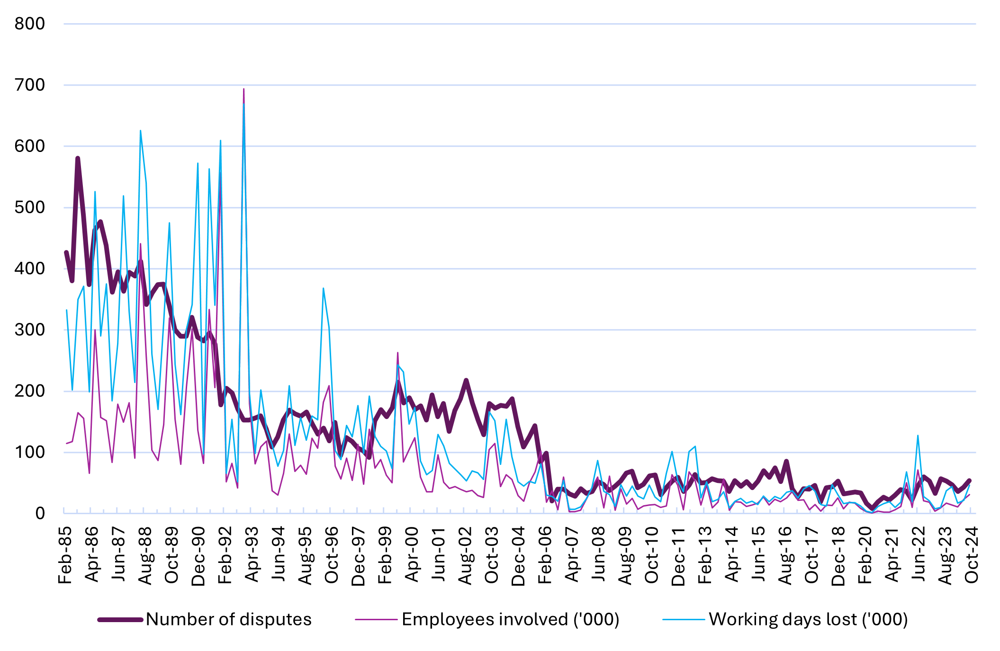 800
700
600
500
400
300
200
100
0
Feb-85
Apr-86
Jun-87
Aug-88
Oct-89
Dec-90
Feb-92
Apr-93
Jun-94
Aug-95
Oct-96
Dec-97
Feb-99
Apr-00
Jun-01
Aug-02
Oct-03
Dec-04
Feb-06
Apr-07
Jun-08
Aug-09
Oct-10
Dec-11
Feb-13
Apr-14
Jun-15
Aug-16
Oct-17
Dec-18
Feb-20
Apr-21
Jun-22
Aug-23
Oct-24
Number of disputes
Employees involved ('000)
Working days lost ('000)